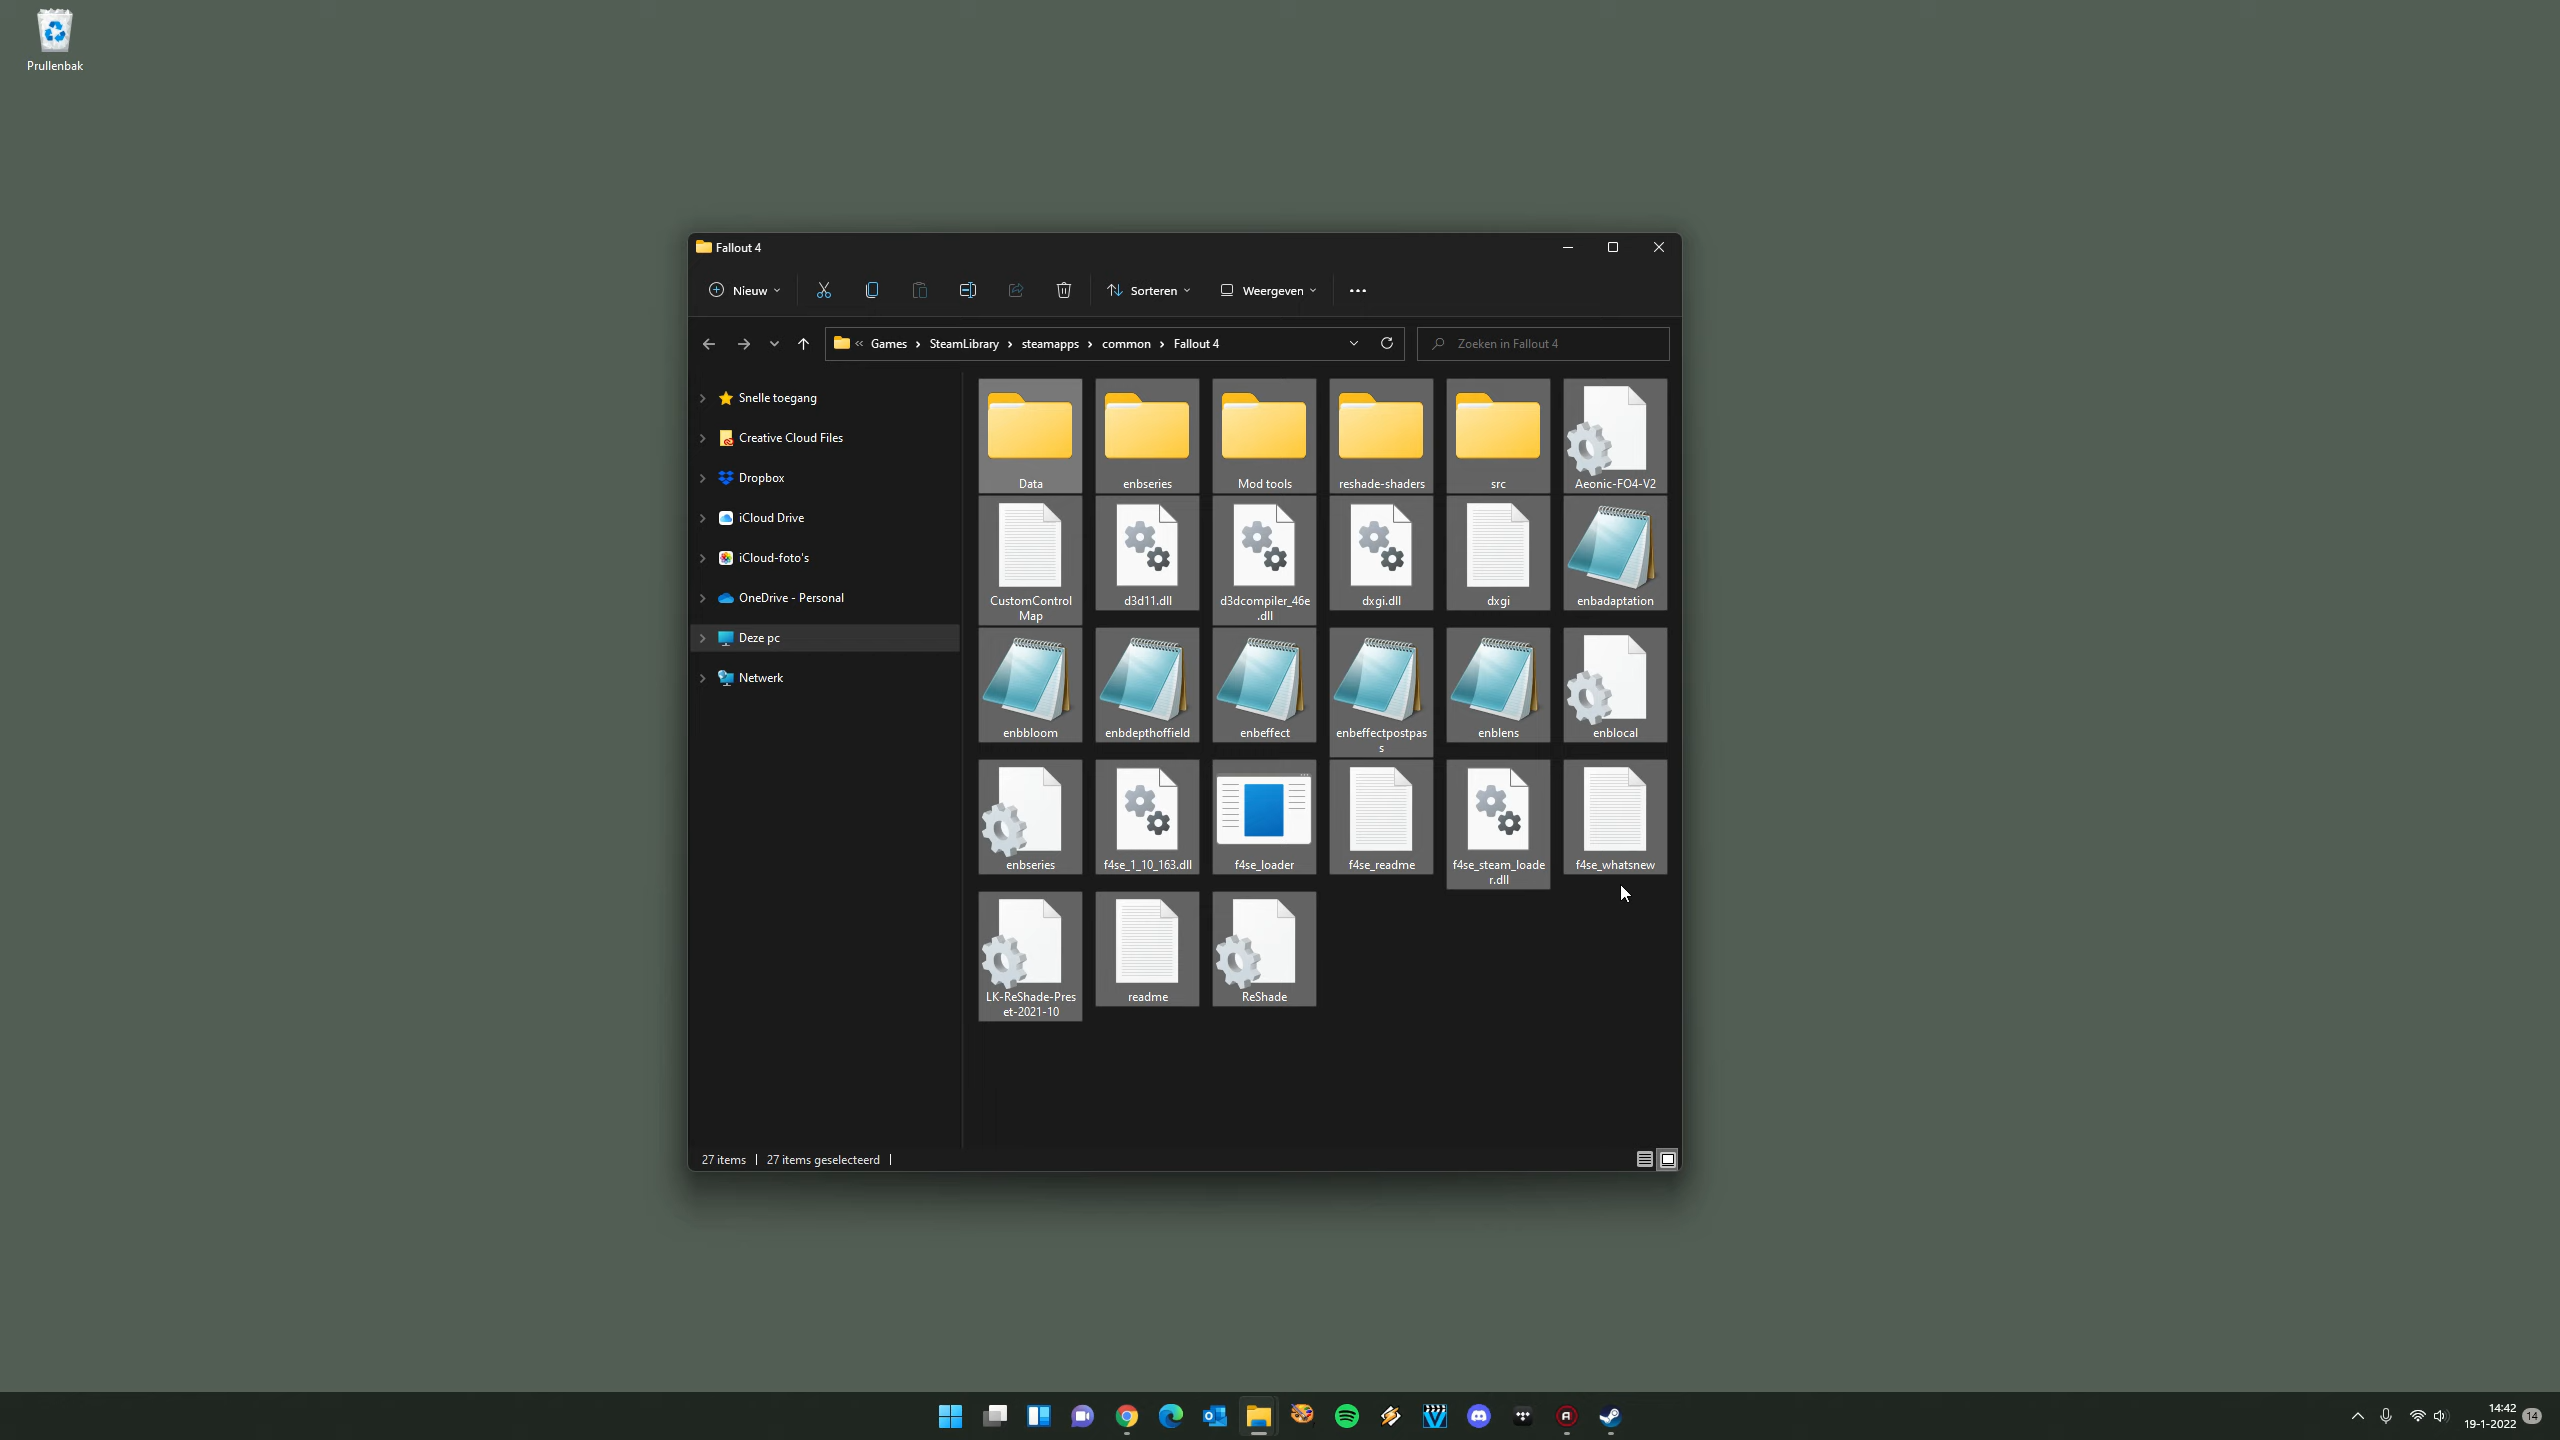 Prullenbak
Fallout 4
Nieuw
Sorteren
Weergeven
« Games > SteamLibrary > steamapps > common > Fallout 4
Zoeken in Fallout 4
Snelle toegang
Creative Cloud Files
Dropbox
iCloud Drive
iCloud-foto's
OneDrive - Personal
Deze pc
Netwerk
Data
enbseries
Mod tools
reshade-shaders
src
Aeonic-FO4-V2
CustomControl
Map
d3d11.dll
d3dcompiler_46e
.dll
dxgi.dll
dxgi
enbadaptation
enbbloom
enbdepthoffield
enbeffect
enbeffectpostpas
s
enblens
enblocal
enbseries
f4se_1_10_163.dll
f4se_loader
f4se_readme
f4se_steam_loade
r.dll
f4se_whatsnew
LK-ReShade-Pres
et-2021-10
readme
ReShade
27 items | 27 items geselecteerd |
14:42
19-1-2022
14